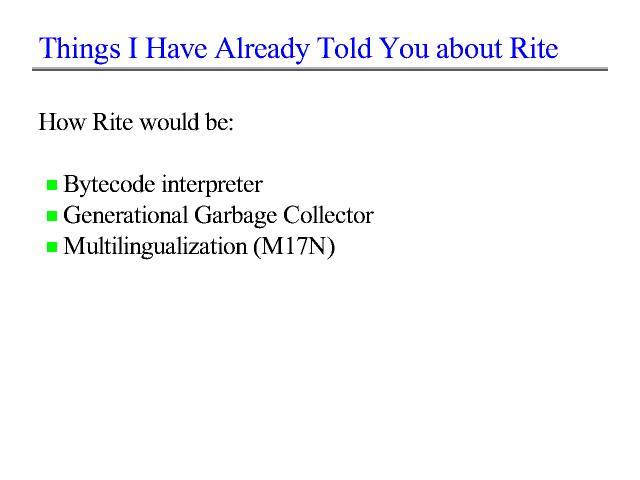 Things I Have Already Told You about Rite
How Rite would be:
Bytecode interpreter
Generational Garbage Collector
Multilingualization (M17N)